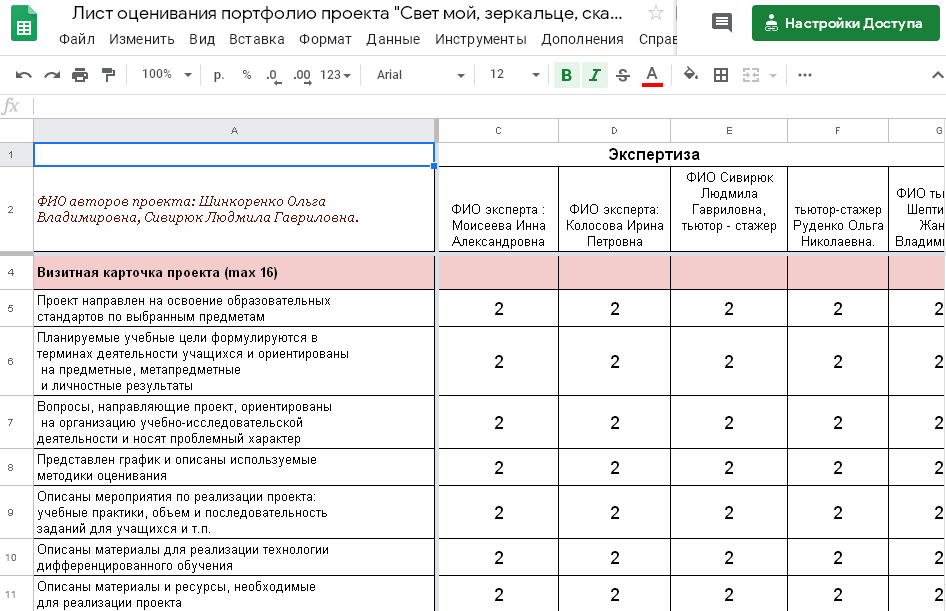 Лист оценивания портфолио проекта "Свет мой, зеркальце, ска...
Файл Изменить Вид Вставка Формат Данные Инструменты Дополнения Спра
Настройки Доступа
100% р. % .0 .00 123 Arial 12 B I S A ...
fx
A C D E F G
1 Экспертиза
2
ФИО авторов проекта: Шинкоренко Ольга
Владимировна, Сивирюк Людмила Гавриловна.
ФИО эксперта :
Моисеева Инна
Александровна
ФИО эксперта:
Колосова Ирина
Петровна
ФИО Сивирюк
Людмила
Гавриловна,
тьютор - стажер
тьютор-стажер
Руденко Ольга
Николаевна.
ФИО ть
Шепти
Жан
Владим
4 Визитная карточка проекта (max 16)
5
Проект направлен на освоение образовательных
стандартов по выбранным предметам
2 2 2 2 2
6
Планируемые учебные цели формулируются в
терминах деятельности учащихся и ориентированы
на предметные, метапредметные
и личностные результаты
2 2 2 2 2
7
Вопросы, направляющие проект, ориентированы
на организацию учебно-исследовательской
деятельности и носят проблемный характер
2 2 2 2 2
8
Представлен график и описаны используемые
методики оценивания
2 2 2 2 2
9
Описаны мероприятия по реализации проекта:
учебные практики, объем и последовательность
заданий для учащихся и т.п.
2 2 2 2 2
10
Описаны материалы для реализации технологии
дифференцированного обучения
2 2 2 2 2
11
Описаны материалы и ресурсы, необходимые
для реализации проекта
2 2 2 2 2